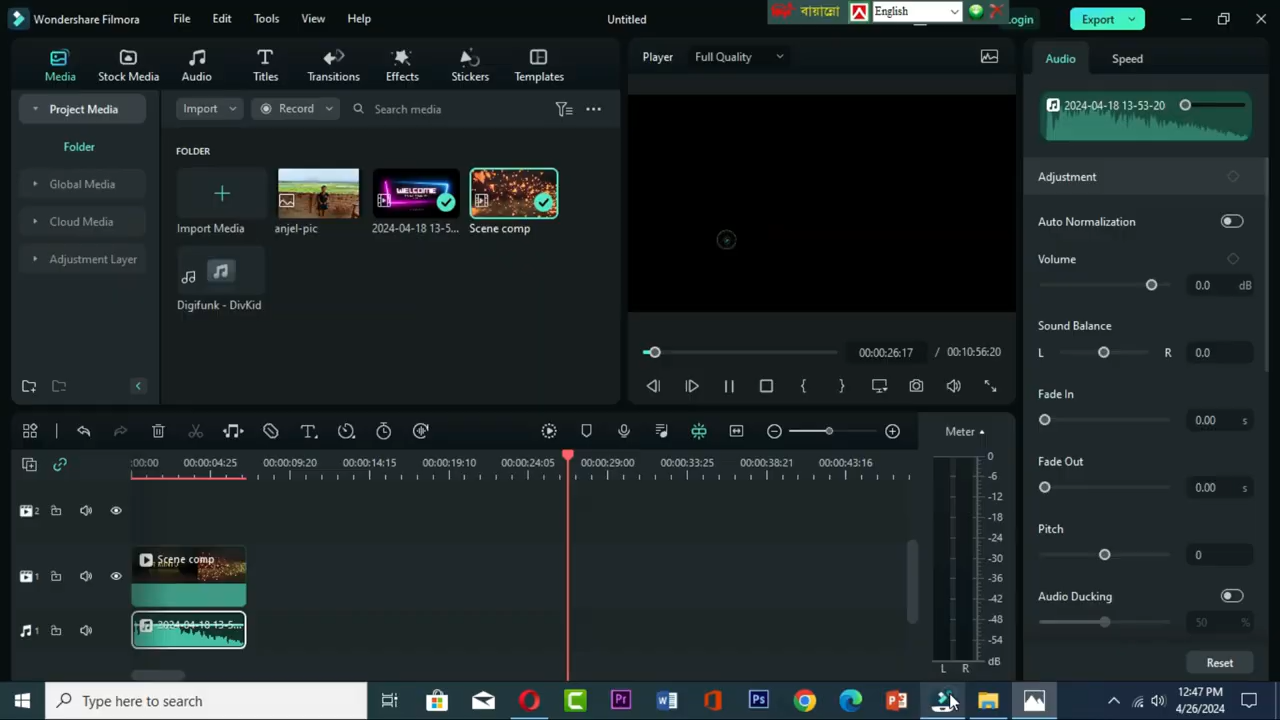 Wondershare Filmora File Edit Tools View Help Untitled বায়ান্নো English Login Export
Media Stock Media Audio Titles Transitions Effects Stickers Templates
Player Full Quality
Audio Speed
Project Media Import Record Search media
2024-04-18 13-53-20
Folder
FOLDER
WELCOME
Global Media
Cloud Media
Adjustment Layer
Import Media anjel-pic 2024-04-18 13-5... Scene comp
Digifunk - DivKid
00:00:26:17 / 00:10:56:20
Adjustment
Auto Normalization
Volume
0.0 dB
Sound Balance
L R 0.0
Fade In
0.00 s
Fade Out
0.00 s
Pitch
0
Audio Ducking
50 %
Reset
Meter
:00:00 00:00:04:25 00:00:09:20 00:00:14:15 00:00:19:10 00:00:24:05 00:00:29:00 00:00:33:25 00:00:38:21 00:00:43:16
0
-6
-12
-18
-24
-30
-36
-42
-48
-54
dB
L R
2
Scene comp
1
2024-04-18 13-5...
1
Type here to search
12:47 PM
4/26/2024